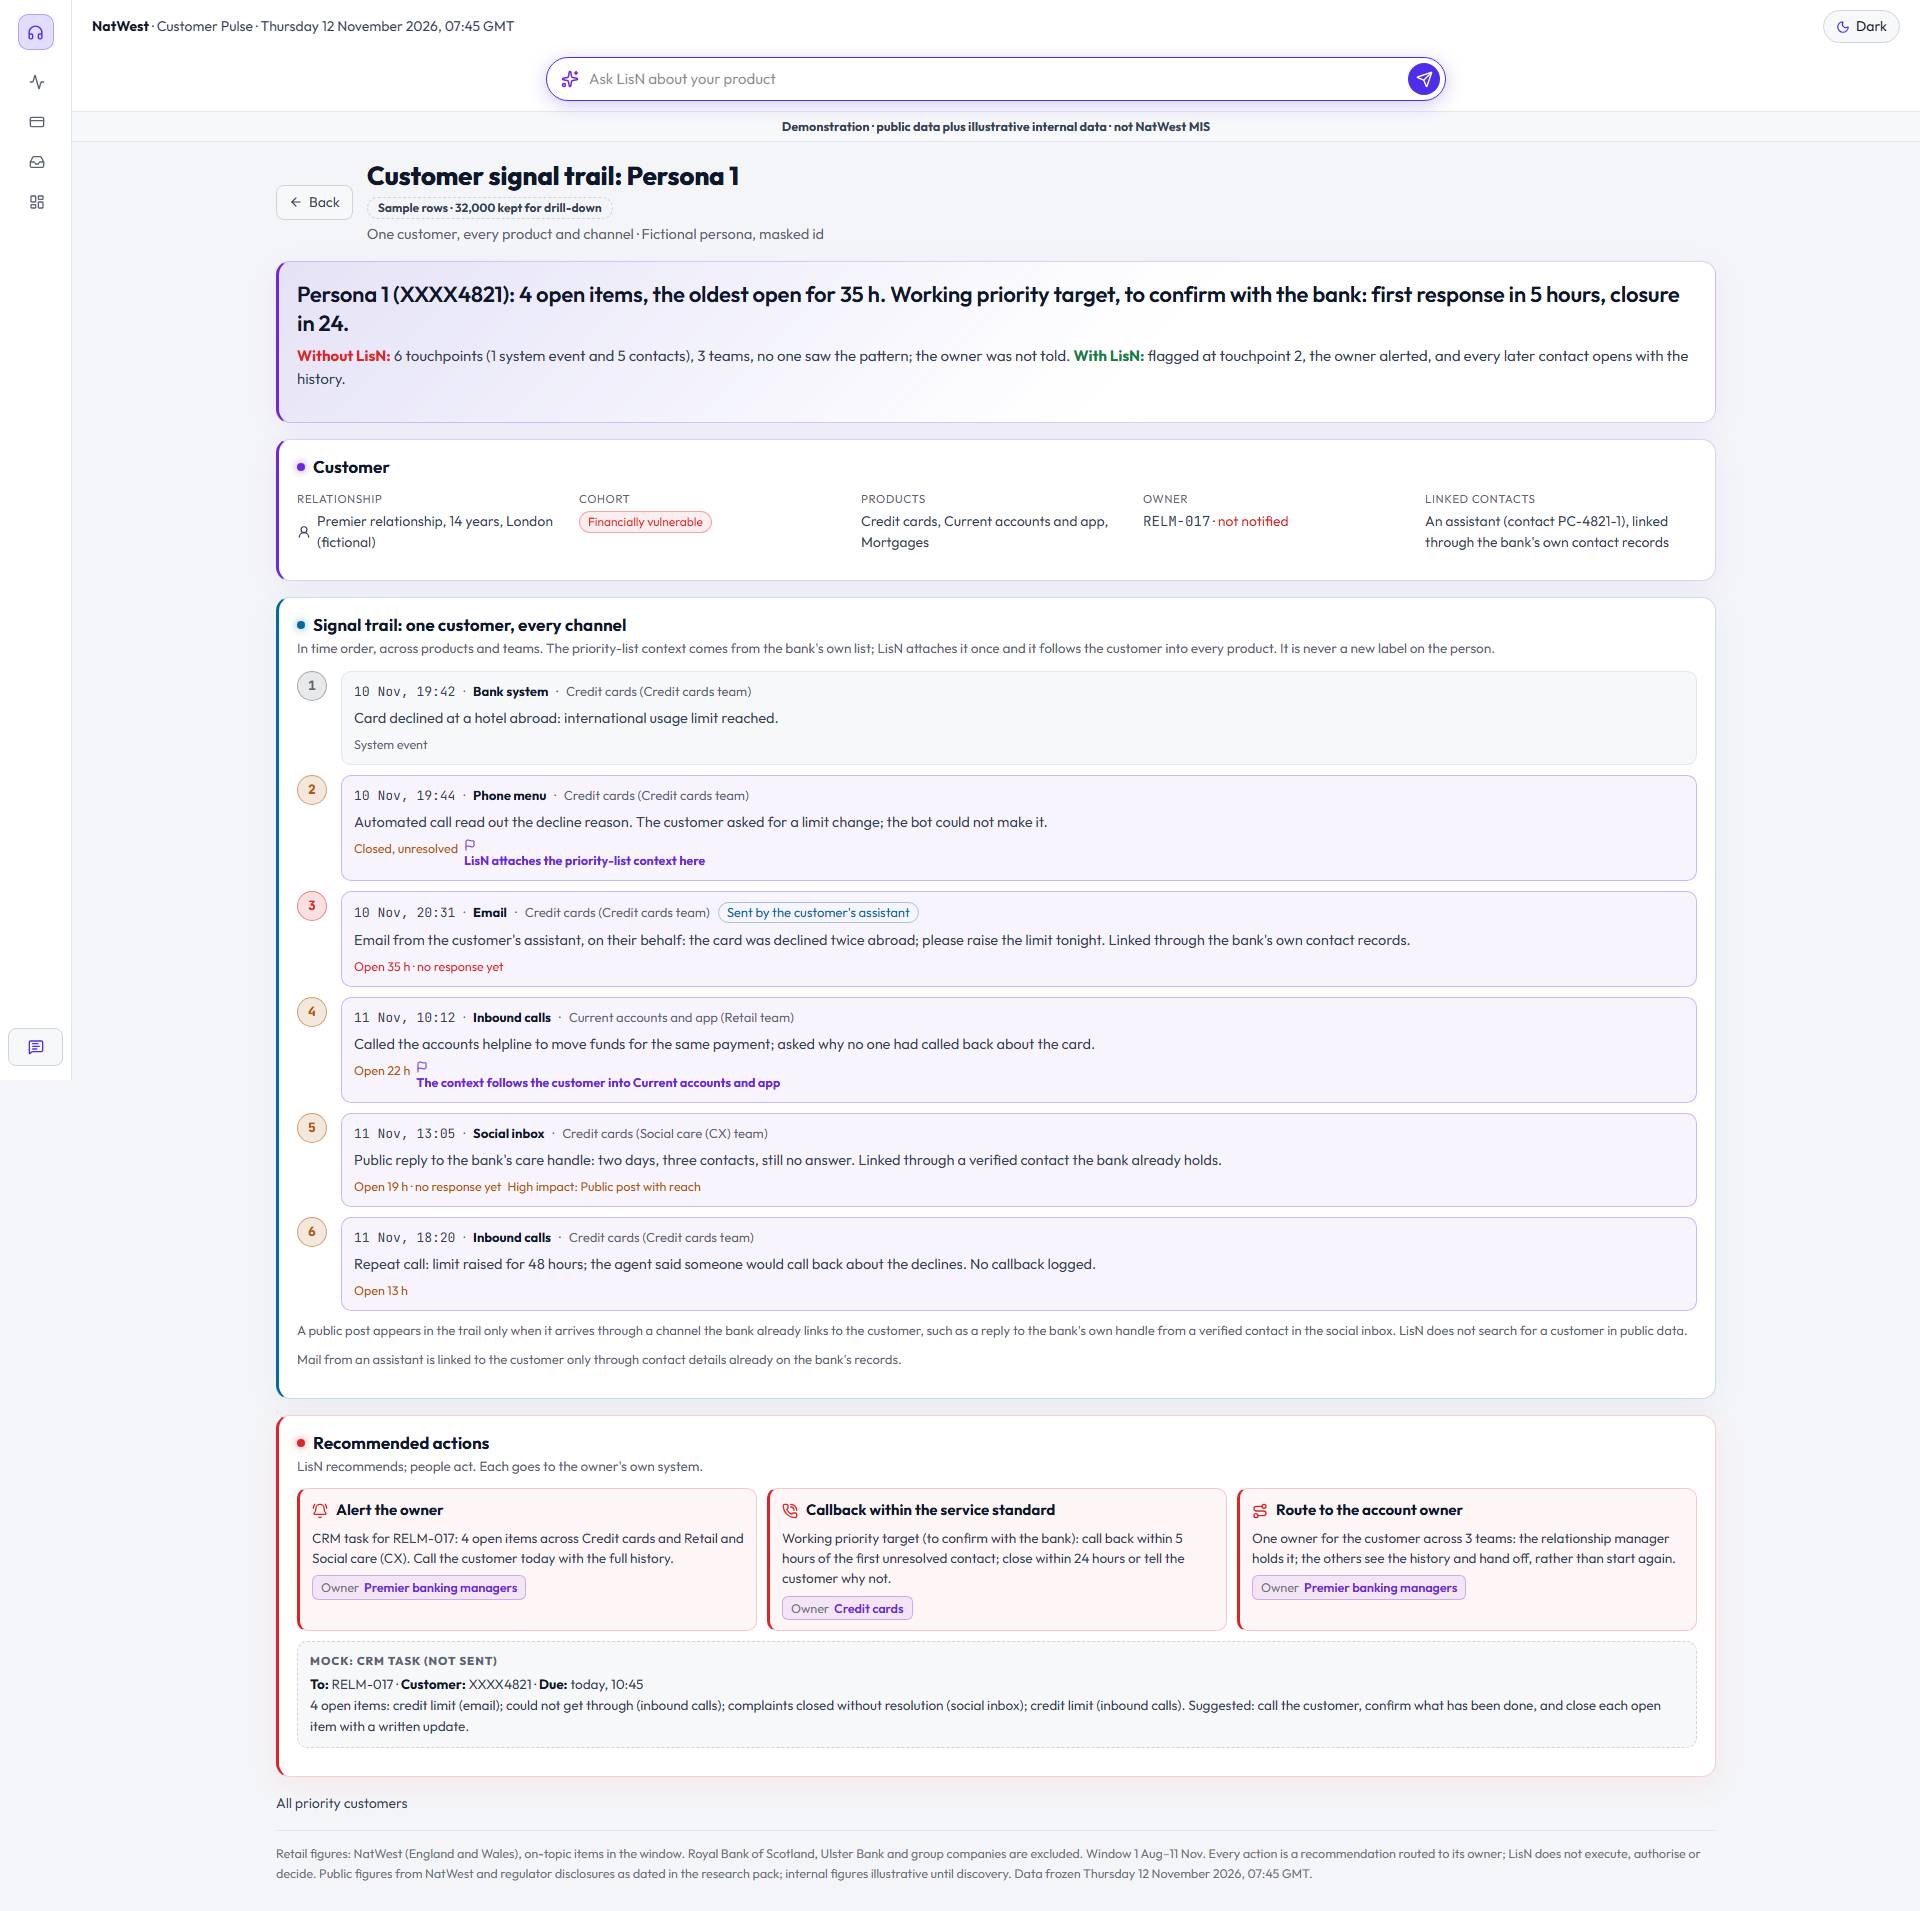 NatWest · Customer Pulse · Thursday 12 November 2026, 07:45 GMT
Dark
Ask LisN about your product
Demonstration · public data plus illustrative internal data · not NatWest MIS
Back
Customer signal trail: Persona 1
Sample rows · 32,000 kept for drill-down
One customer, every product and channel · Fictional persona, masked id
Persona 1 (XXXX4821): 4 open items, the oldest open for 35 h. Working priority target, to confirm with the bank: first response in 5 hours, closure
in 24.
Without LisN: 6 touchpoints (1 system event and 5 contacts), 3 teams, no one saw the pattern; the owner was not told. With LisN: flagged at touchpoint 2, the owner alerted, and every later contact opens with the
history.
Customer
RELATIONSHIP
Premier relationship, 14 years, London
(fictional)
COHORT
Financially vulnerable
PRODUCTS
Credit cards, Current accounts and app,
Mortgages
OWNER
RELM-017 · not notified
LINKED CONTACTS
An assistant (contact PC-4821-1), linked
through the bank's own contact records
Signal trail: one customer, every channel
In time order, across products and teams. The priority-list context comes from the bank's own list; LisN attaches it once and it follows the customer into every product. It is never a new label on the person.
1
10 Nov, 19:42 · Bank system · Credit cards (Credit cards team)
Card declined at a hotel abroad: international usage limit reached.
System event
2
10 Nov, 19:44 · Phone menu · Credit cards (Credit cards team)
Automated call read out the decline reason. The customer asked for a limit change; the bot could not make it.
Closed, unresolved
LisN attaches the priority-list context here
3
10 Nov, 20:31 · Email · Credit cards (Credit cards team) Sent by the customer's assistant
Email from the customer's assistant, on their behalf: the card was declined twice abroad; please raise the limit tonight. Linked through the bank's own contact records.
Open 35 h · no response yet
4
11 Nov, 10:12 · Inbound calls · Current accounts and app (Retail team)
Called the accounts helpline to move funds for the same payment; asked why no one had called back about the card.
Open 22 h
The context follows the customer into Current accounts and app
5
11 Nov, 13:05 · Social inbox · Credit cards (Social care (CX) team)
Public reply to the bank's care handle: two days, three contacts, still no answer. Linked through a verified contact the bank already holds.
Open 19 h · no response yet High impact: Public post with reach
6
11 Nov, 18:20 · Inbound calls · Credit cards (Credit cards team)
Repeat call: limit raised for 48 hours; the agent said someone would call back about the declines. No callback logged.
Open 13 h
A public post appears in the trail only when it arrives through a channel the bank already links to the customer, such as a reply to the bank's own handle from a verified contact in the social inbox. LisN does not search for a customer in public data.
Mail from an assistant is linked to the customer only through contact details already on the bank's records.
Recommended actions
LisN recommends; people act. Each goes to the owner's own system.
Alert the owner
CRM task for RELM-017: 4 open items across Credit cards and Retail and
Social care (CX). Call the customer today with the full history.
Owner Premier banking managers
Callback within the service standard
Working priority target (to confirm with the bank): call back within 5
hours of the first unresolved contact; close within 24 hours or tell the
customer why not.
Owner Credit cards
Route to the account owner
One owner for the customer across 3 teams: the relationship manager
holds it; the others see the history and hand off, rather than start again.
Owner Premier banking managers
MOCK: CRM TASK (NOT SENT)
To: RELM-017 · Customer: XXXX4821 · Due: today, 10:45
4 open items: credit limit (email); could not get through (inbound calls); complaints closed without resolution (social inbox); credit limit (inbound calls). Suggested: call the customer, confirm what has been done, and close each open
item with a written update.
All priority customers
Retail figures: NatWest (England and Wales), on-topic items in the window. Royal Bank of Scotland, Ulster Bank and group companies are excluded. Window 1 Aug–11 Nov. Every action is a recommendation routed to its owner; LisN does not execute, authorise or
decide. Public figures from NatWest and regulator disclosures as dated in the research pack; internal figures illustrative until discovery. Data frozen Thursday 12 November 2026, 07:45 GMT.